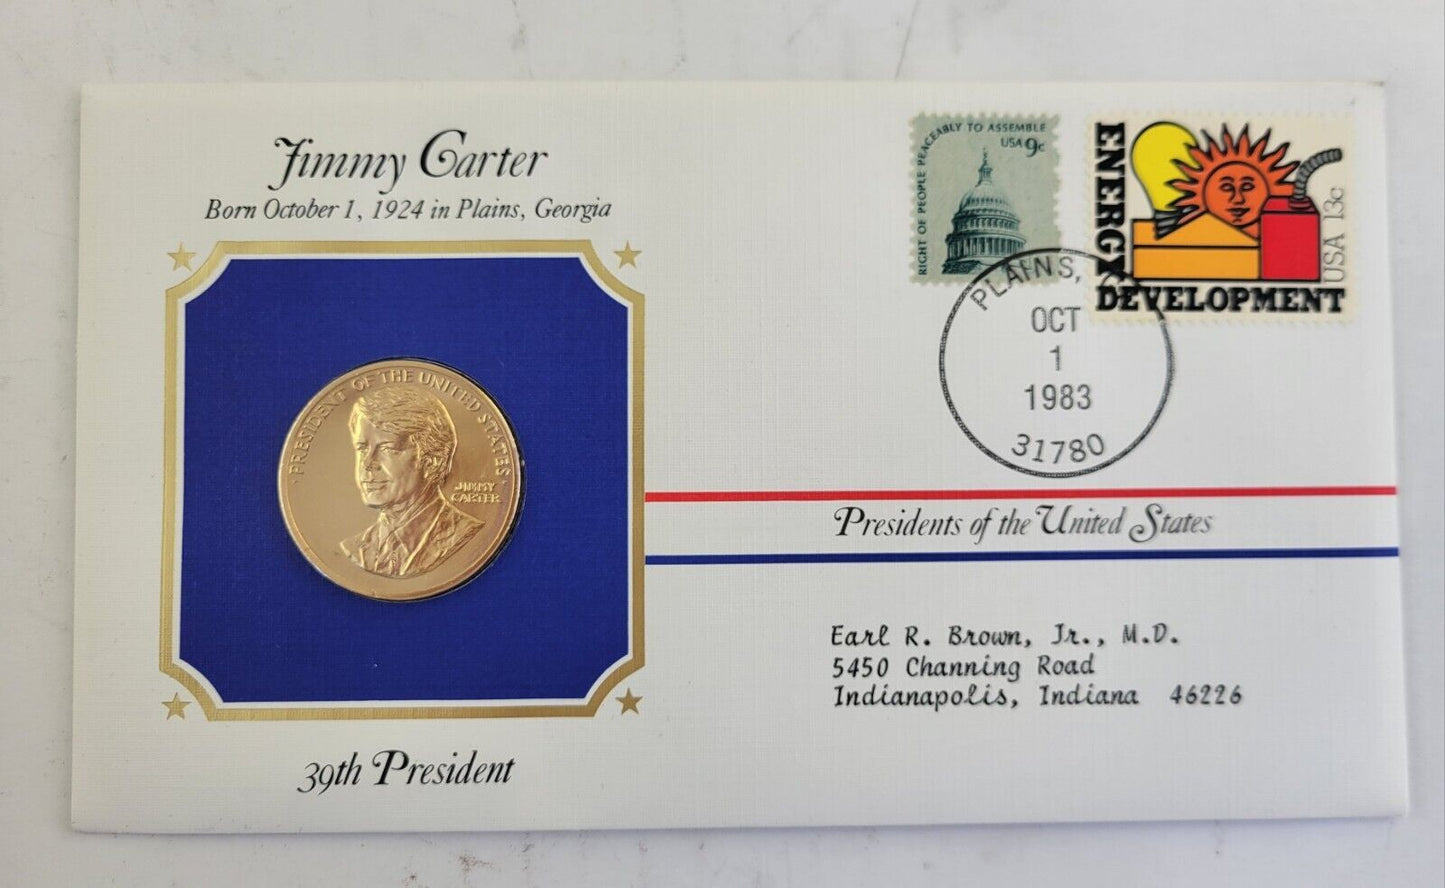 Jimmy Carter
Born October 1, 1924 in Plains, Georgia
PRESIDENT OF THE UNITED STATES
JIMMY
CARTER
39th President
RIGHT OF PEOPLE PEACEABLY TO ASSEMBLE
USA 9c
ENERGY
DEVELOPMENT
USA 13c
PLAINS,
OCT
1
1983
31780
Presidents of the United States
Earl R. Brown, Jr., M.D.
5450 Channing Road
Indianapolis, Indiana 46226